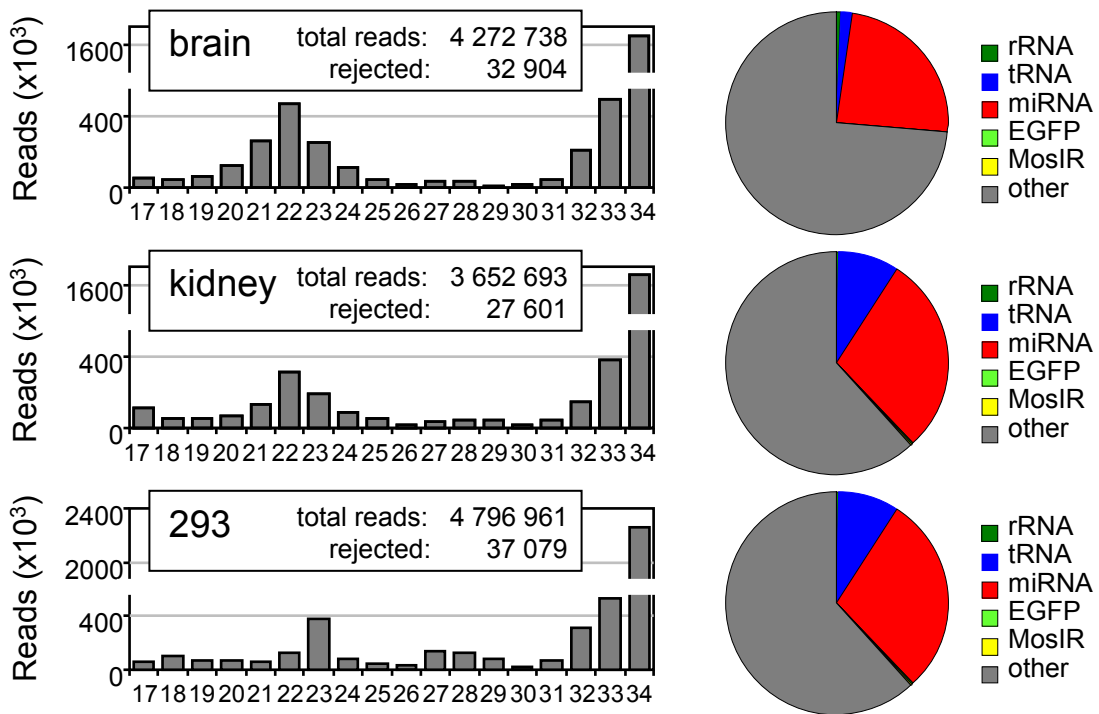 Reads (x10³)
1600
400
0
brain
total reads: 4 272 738
rejected: 32 904
17 18 19 20 21 22 23 24 25 26 27 28 29 30 31 32 33 34
rRNA
tRNA
miRNA
EGFP
MosIR
other
Reads (x10³)
1600
400
0
kidney
total reads: 3 652 693
rejected: 27 601
17 18 19 20 21 22 23 24 25 26 27 28 29 30 31 32 33 34
rRNA
tRNA
miRNA
EGFP
MosIR
other
Reads (x10³)
2400
2000
400
0
293
total reads: 4 796 961
rejected: 37 079
17 18 19 20 21 22 23 24 25 26 27 28 29 30 31 32 33 34
rRNA
tRNA
miRNA
EGFP
MosIR
other